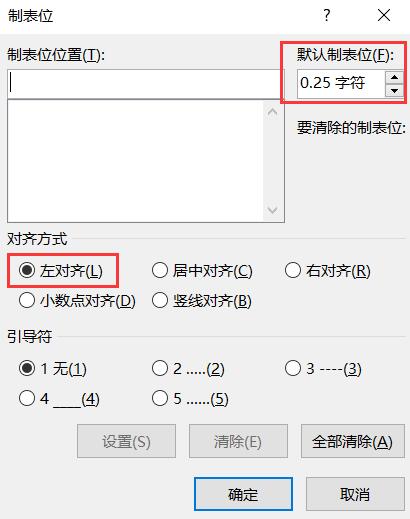 制表位 ? ×
制表位位置(T): 默认制表位(F):
0.25 字符
要清除的制表位:
对齐方式
左对齐(L) 居中对齐(C) 右对齐(R)
小数点对齐(D) 竖线对齐(B)
引导符
1 无(1) 2 .....(2) 3 ----(3)
4 ____(4) 5 ......(5)
设置(S) 清除(E) 全部清除(A)
确定 取消